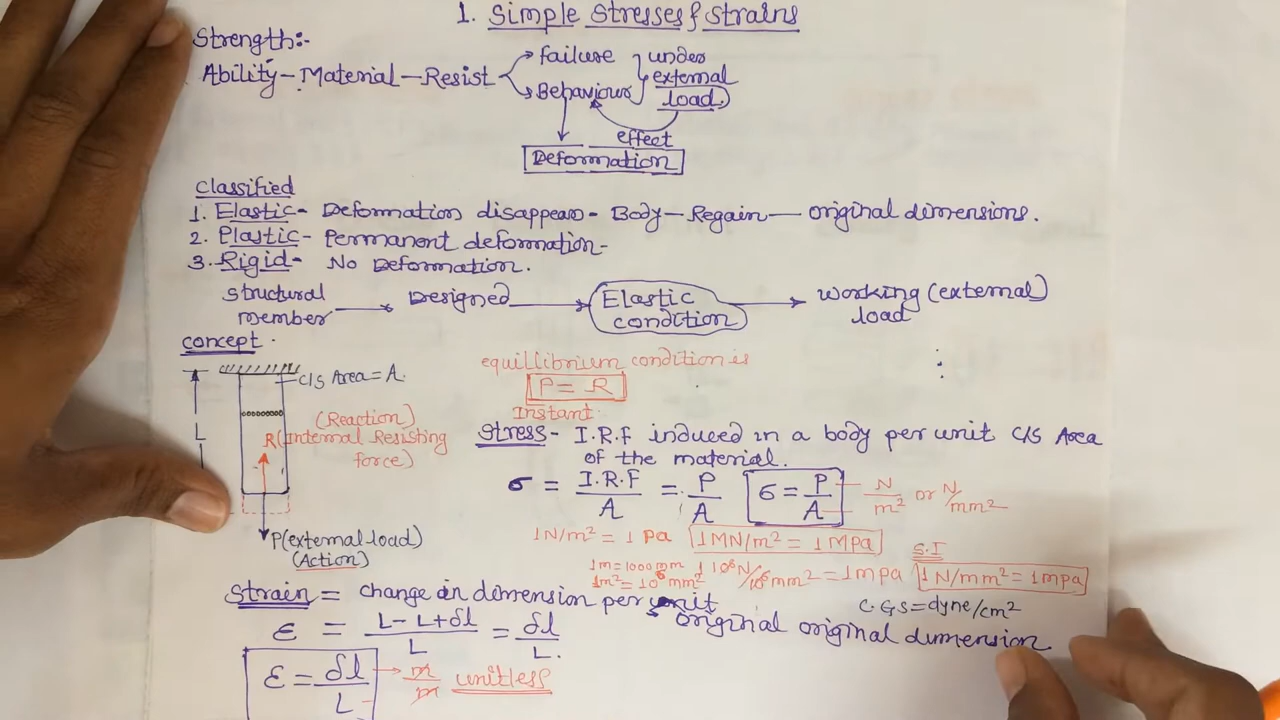 1. Simple Stresses & Strains
Strength:-
Ability-Material-Resist
failure
Behaviour
under
external
load.
effect
Deformation
Classified
1. Elastic- Deformation disappears- Body-Regain- original dimensions.
2. Plastic- Permanent deformation-
3. Rigid- No Deformation.
Structural
member
Designed
Elastic
condition
working (external)
load
concept.
C/S Area=A.
L
(Reaction)
R(Internal Resisting
force)
P(external load)
(Action)
equillibrium condition is
P = R
Instant
Stress- I.R.f induced in a body per unit C/S Area
of the material.
σ = I.R.F/A = P/A
σ = P/A
N/m² or N/mm²
1N/m² = 1 Pa
1MN/m² = 1MPa
S.I
1m=1000mm
1m²=10⁶mm²
1 10⁶N/10⁶mm² = 1mpa
1N/mm² = 1mpa
C.G.S=dyne/cm²
Strain = change in dimension per unit
original original dimension
ε = L-L+δl/L = δl/L.
ε = δl/L
m/m unitless